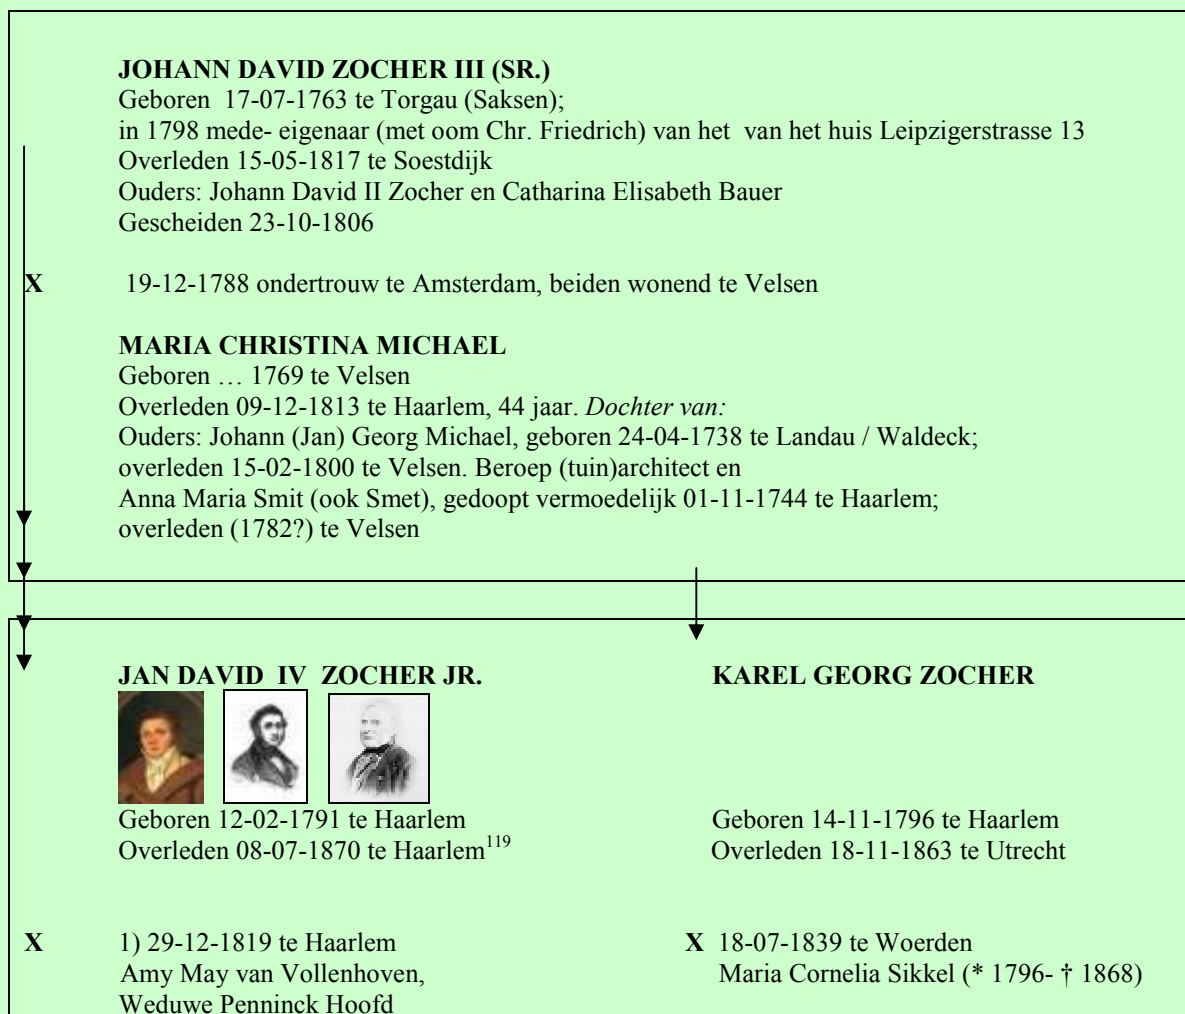 JOHANN DAVID ZOCHER III (SR.)
Geboren 17-07-1763 te Torgau (Saksen);
in 1798 mede- eigenaar (met oom Chr. Friedrich) van het van het huis Leipzigerstrasse 13
Overleden 15-05-1817 te Soestdijk
Ouders: Johann David II Zocher en Catharina Elisabeth Bauer
Gescheiden 23-10-1806
X 19-12-1788 ondertrouw te Amsterdam, beiden wonend te Velsen
MARIA CHRISTINA MICHAEL
Geboren … 1769 te Velsen
Overleden 09-12-1813 te Haarlem, 44 jaar. Dochter van:
Ouders: Johann (Jan) Georg Michael, geboren 24-04-1738 te Landau / Waldeck;
overleden 15-02-1800 te Velsen. Beroep (tuin)architect en
Anna Maria Smit (ook Smet), gedoopt vermoedelijk 01-11-1744 te Haarlem;
overleden (1782?) te Velsen
JAN DAVID IV ZOCHER JR.
Geboren 12-02-1791 te Haarlem
Overleden 08-07-1870 te Haarlem119
X 1) 29-12-1819 te Haarlem
Amy May van Vollenhoven,
Weduwe Penninck Hoofd
KAREL GEORG ZOCHER
Geboren 14-11-1796 te Haarlem
Overleden 18-11-1863 te Utrecht
X 18-07-1839 te Woerden
Maria Cornelia Sikkel (* 1796- † 1868)